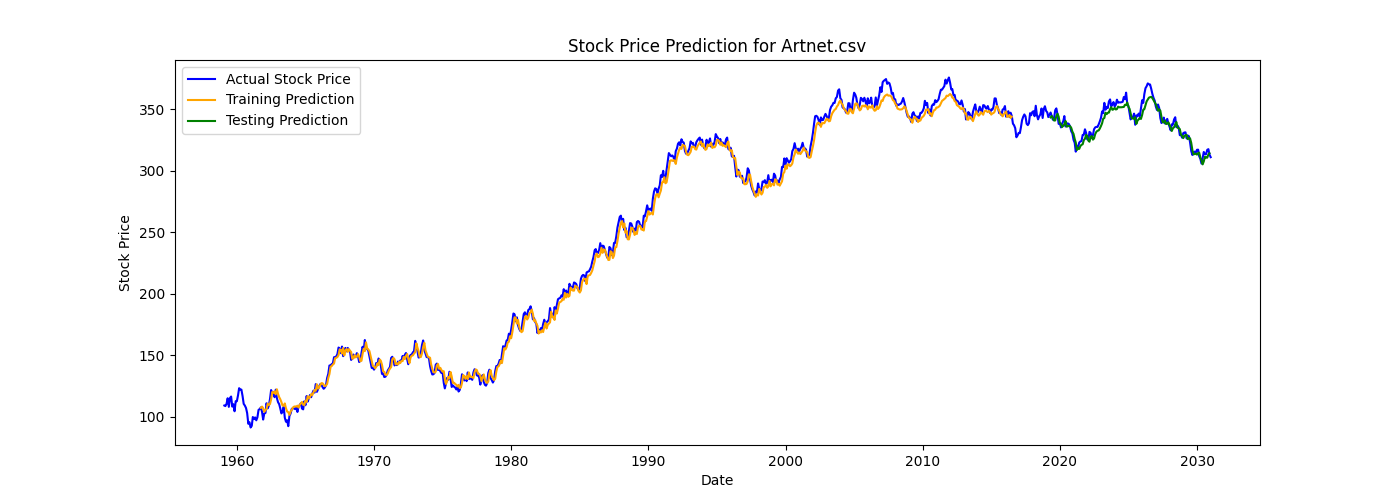 Stock Price Prediction for Artnet.csv
Actual Stock Price
Training Prediction
Testing Prediction
Stock Price
350
300
250
200
150
100
1960 1970 1980 1990 2000 2010 2020 2030
Date